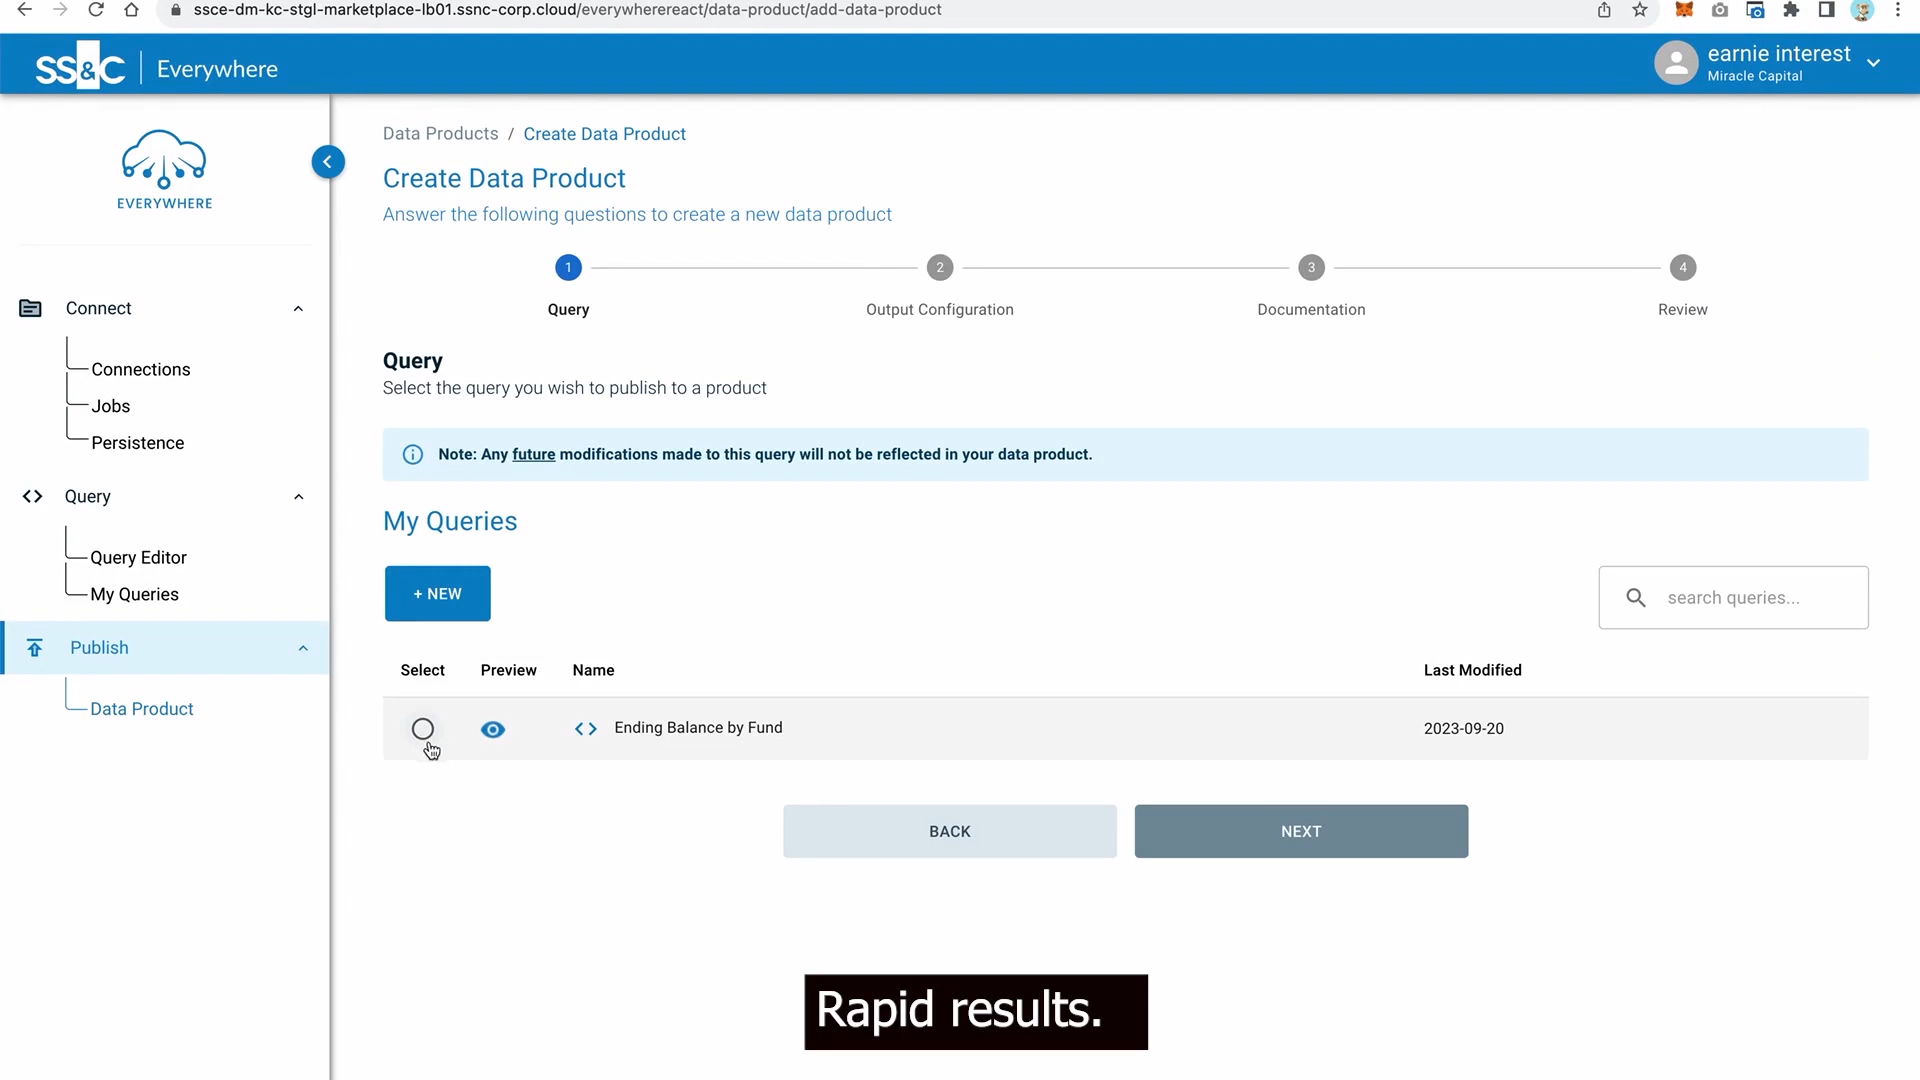 ssce-dm-kc-stgl-marketplace-lb01.ssnc-corp.cloud/everywherereact/data-product/add-data-product
SS&C Everywhere
earnie interest
Miracle Capital
EVERYWHERE
Connect
Connections
Jobs
Persistence
Query
Query Editor
My Queries
Publish
Data Product
Data Products / Create Data Product
Create Data Product
Answer the following questions to create a new data product
1 2 3 4
Query Output Configuration Documentation Review
Query
Select the query you wish to publish to a product
Note: Any future modifications made to this query will not be reflected in your data product.
My Queries
+ NEW
search queries...
Select Preview Name Last Modified
Ending Balance by Fund 2023-09-20
BACK NEXT
Rapid results.